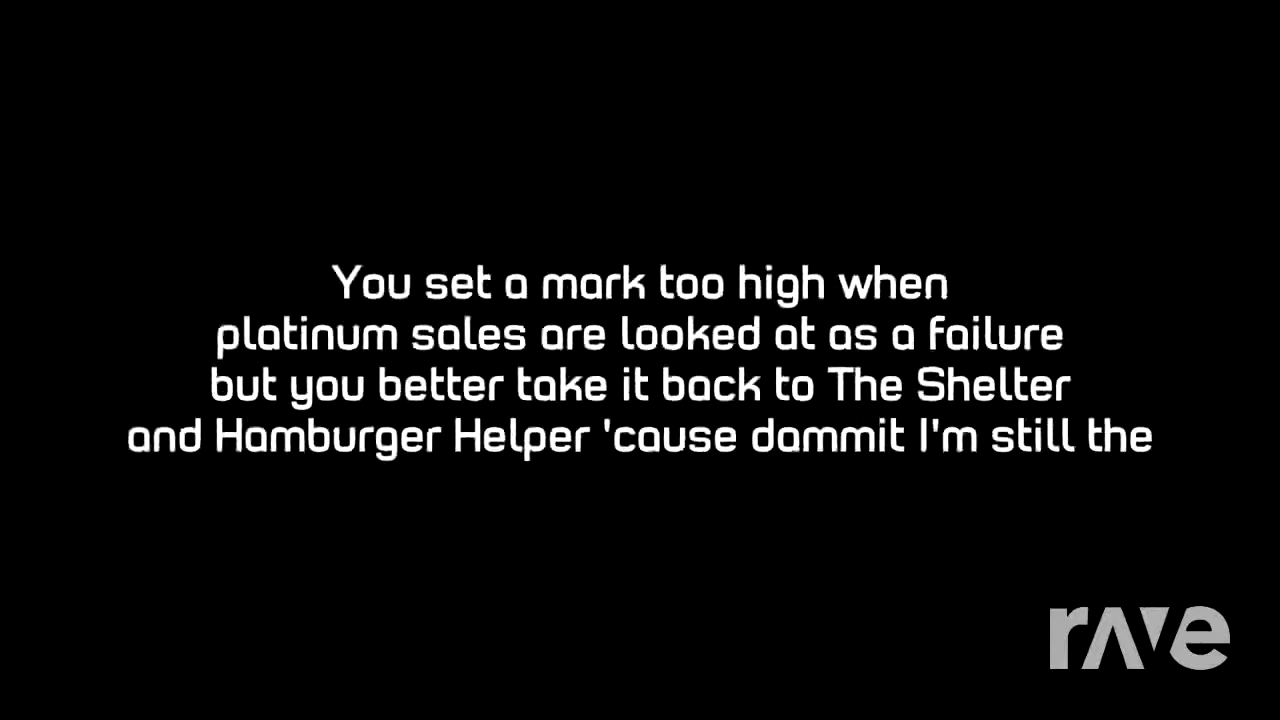 You set a mark too high when
platinum sales are looked at as a failure
but you better take it back to The Shelter
and Hamburger Helper 'cause dammit I'm still the
rave